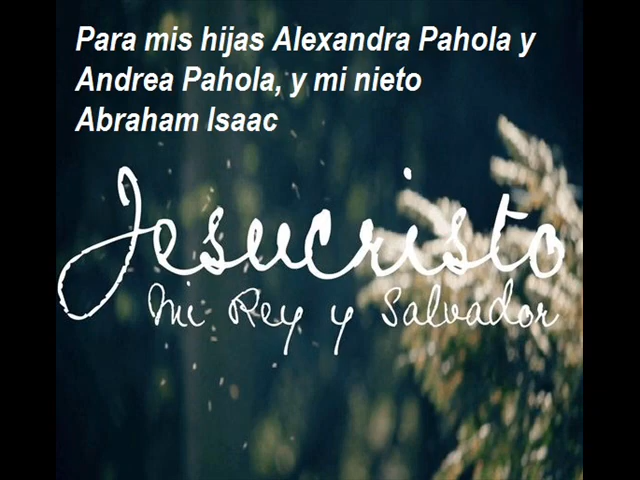 Para mis hijas Alexandra Pahola y
Andrea Pahola, y mi nieto
Abraham Isaac
Jesucristo
Mi Rey y Salvador